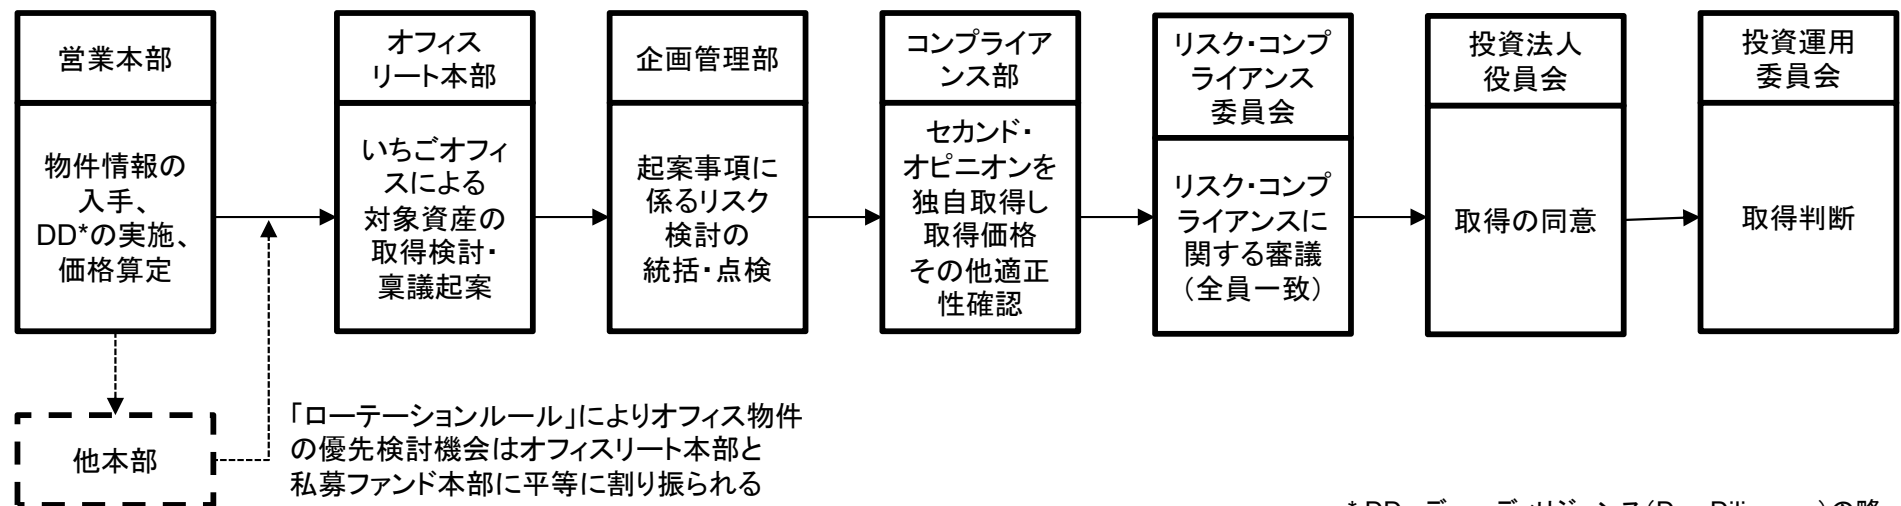 営業本部
物件情報の
入手、
DD*の実施、
価格算定
オフィス
リート本部
いちごオフィ
スによる
対象資産の
取得検討・
稟議起案
企画管理部
起案事項に
係るリスク
検討の
統括・点検
コンプライア
ンス部
セカンド・
オピニオンを
独自取得し
取得価格
その他適正
性確認
リスク・コンプ
ライアンス
委員会
リスク・コンプ
ライアンスに
関する審議
（全員一致）
投資法人
役員会
取得の同意
投資運用
委員会
取得判断
他本部
「ローテーションルール」によりオフィス物件
の優先検討機会はオフィスリート本部と
私募ファンド本部に平等に割り振られる